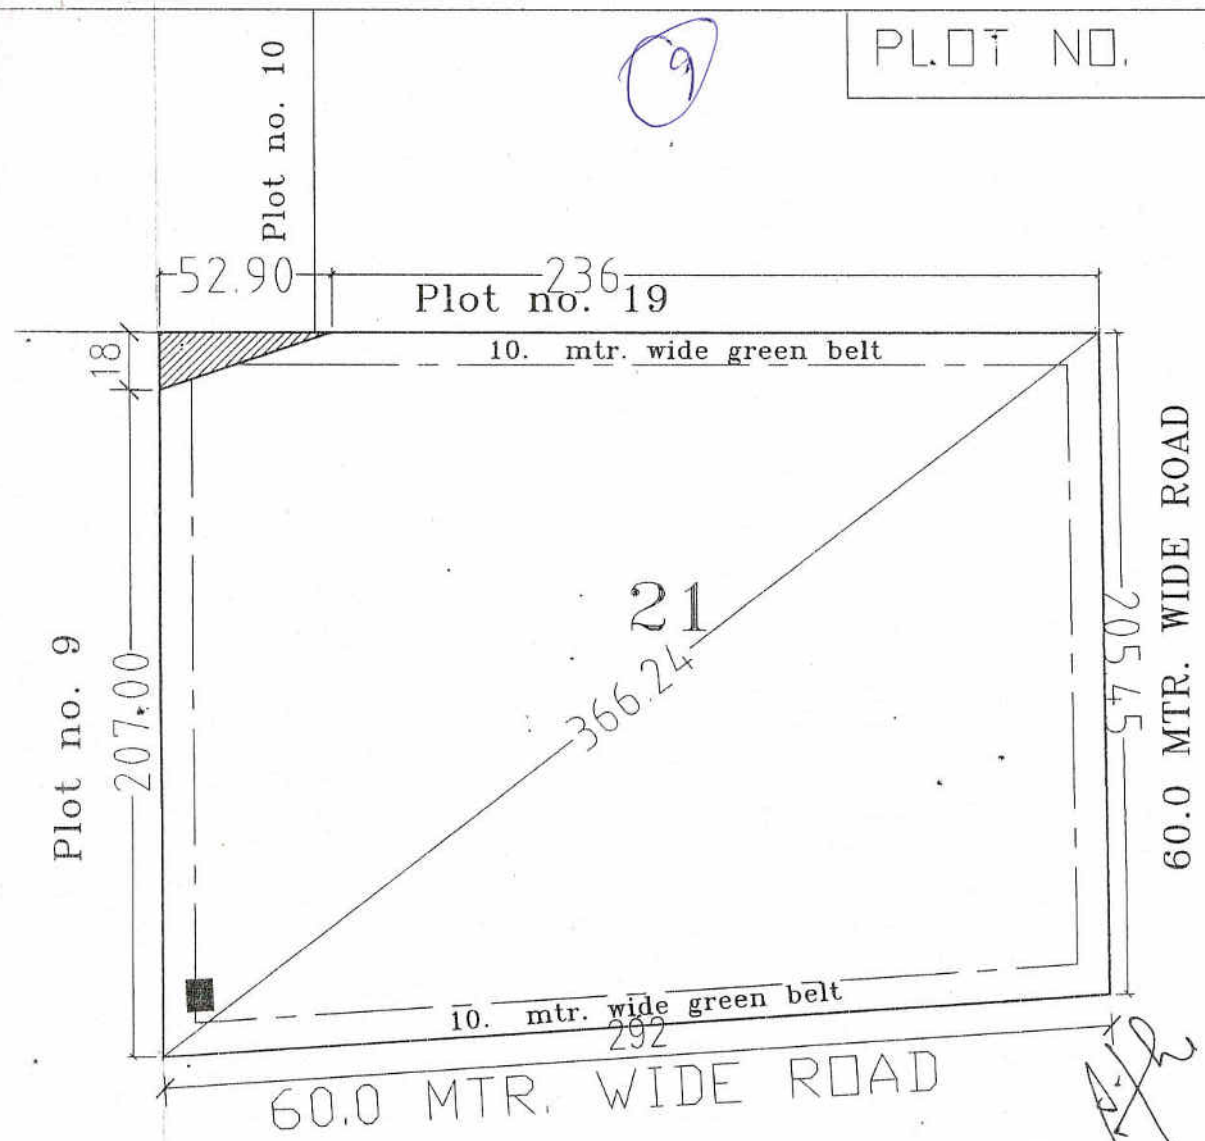 PLOT NO.
9
Plot no. 10
52.90
236
Plot no. 19
18
10. mtr. wide green belt
60.0 MTR. WIDE ROAD
205.45
21
366.24
Plot no. 9
207.00
10. mtr. wide green belt
292
60.0 MTR. WIDE ROAD